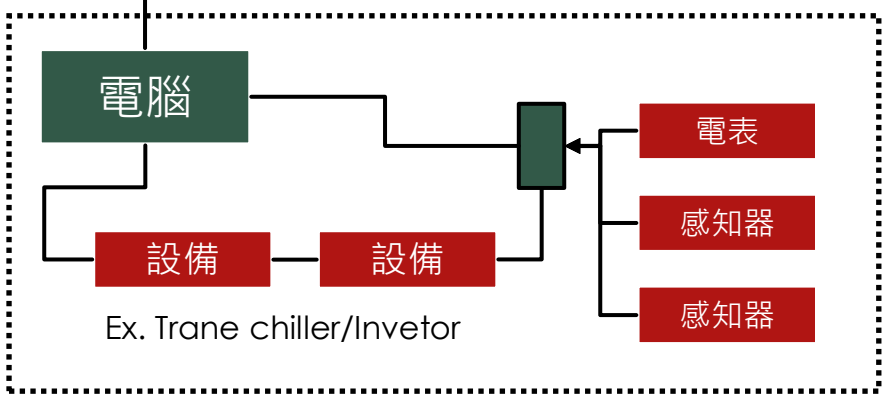 電腦
電表
感知器
設備
設備
感知器
Ex. Trane chiller/Invetor